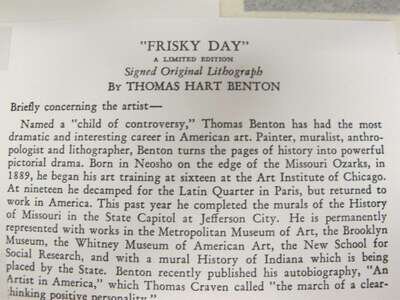 "FRISKY DAY"
A LIMITED EDITION
Signed Original Lithograph
BY THOMAS HART BENTON
Briefly concerning the artist—
Named a "child of controversy," Thomas Benton has had the most
dramatic and interesting career in American art. Painter, muralist, anthro-
pologist and lithographer, Benton turns the pages of history into powerful
pictorial drama. Born in Neosho on the edge of the Missouri Ozarks, in
1889, he began his art training at sixteen at the Art Institute of Chicago.
At nineteen he decamped for the Latin Quarter in Paris, but returned to
work in America. This past year he completed the murals of the History
of Missouri in the State Capitol at Jefferson City. He is permanently
represented with works in the Metropolitan Museum of Art, the Brooklyn
Museum, the Whitney Museum of American Art, the New School for
Social Research, and with a mural History of Indiana which is being
placed by the State. Benton recently published his autobiography, "An
Artist in America," which Thomas Craven called "the march of a clear-
thinking positive personality."